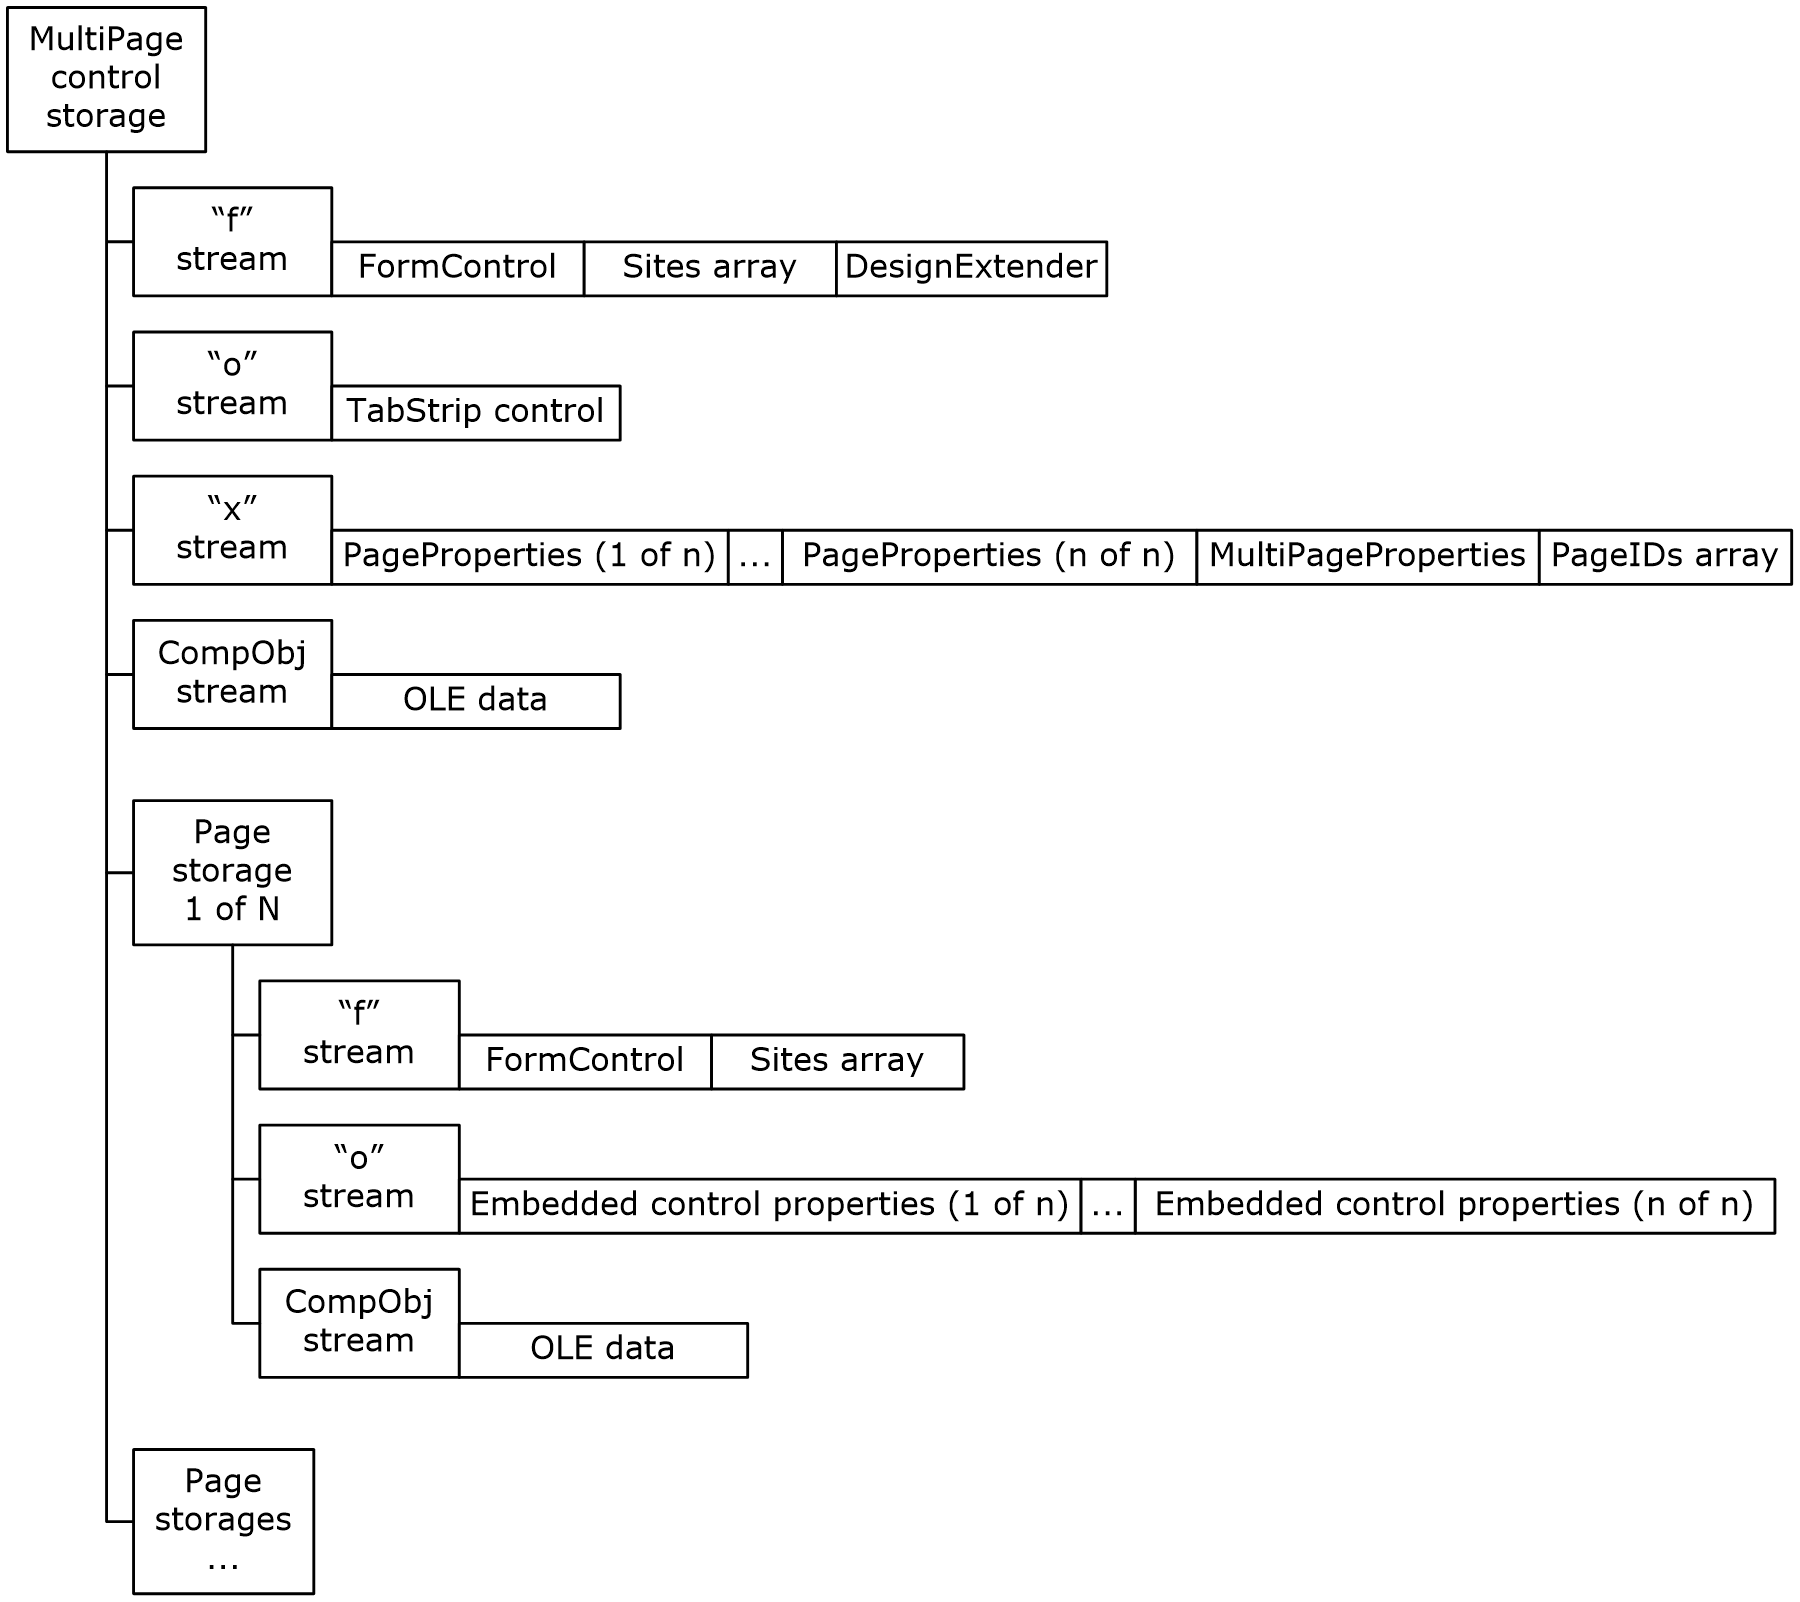 MultiPage
control
storage
“f”
stream
FormControl
Sites array
DesignExtender
“o”
stream
TabStrip control
“x”
stream
PageProperties (1 of n)
...
PageProperties (n of n)
MultiPageProperties
PageIDs array
CompObj
stream
OLE data
Page
storage
1 of N
“f”
stream
FormControl
Sites array
“o”
stream
Embedded control properties (1 of n)
...
Embedded control properties (n of n)
CompObj
stream
OLE data
Page
storages
...